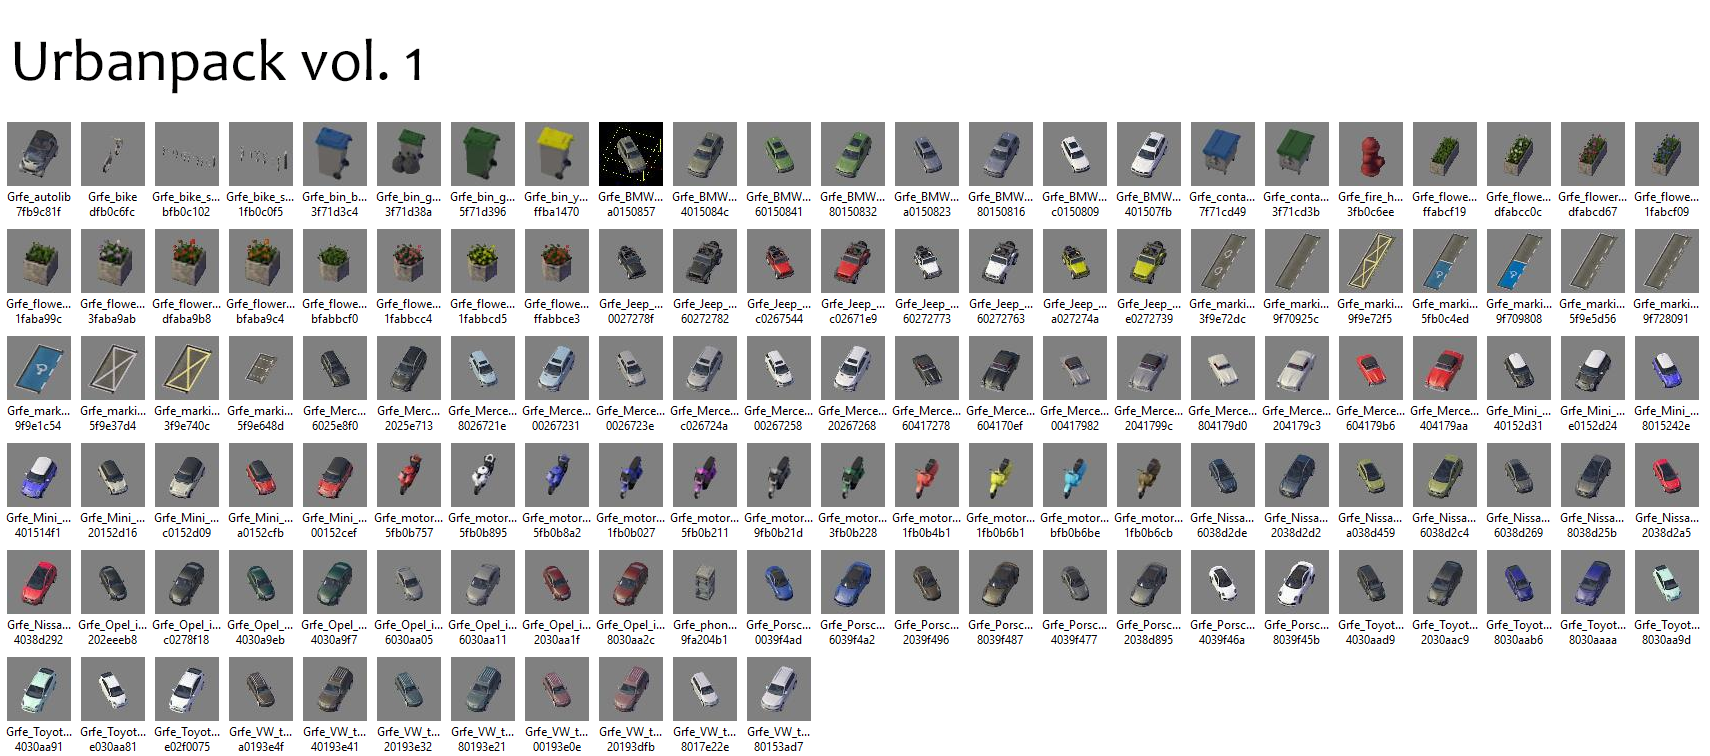 Urbanpack vol. 1
Grfe_autolib Grfe_bike Grfe_bike_s... Grfe_bike_s... Grfe_bin_b... Grfe_bin_g... Grfe_bin_g... Grfe_bin_y... Grfe_BMW... Grfe_BMW... Grfe_BMW... Grfe_BMW... Grfe_BMW... Grfe_BMW... Grfe_BMW... Grfe_BMW... Grfe_conta... Grfe_conta... Grfe_fire_h... Grfe_flowe... Grfe_flowe... Grfe_flower... Grfe_flowe...
7fb9c81f dfb0c6fc bfb0c102 1fb0c0f5 3f71d3c4 3f71d38a 5f71d396 ffba1470 a0150857 4015084c 60150841 80150832 a0150823 80150816 c0150809 401507fb 7f71cd49 3f71cd3b 3fb0c6ee ffabcf19 dfabcc0c dfabcd67 1fabcf09
Grfe_flowe... Grfe_flowe... Grfe_flower... Grfe_flower... Grfe_flowe... Grfe_flowe... Grfe_flowe... Grfe_flowe... Grfe_Jeep_... Grfe_Jeep_... Grfe_Jeep_... Grfe_Jeep_... Grfe_Jeep_... Grfe_Jeep_... Grfe_Jeep_... Grfe_Jeep_... Grfe_marki... Grfe_marki... Grfe_marki... Grfe_marki... Grfe_marki... Grfe_marki... Grfe_marki...
1faba99c 3faba9ab dfaba9b8 bfaba9c4 bfabbcf0 1fabbcc4 1fabbcd5 ffabbce3 0027278f 60272782 c0267544 c02671e9 60272773 60272763 a027274a e0272739 3f9e72dc 9f70925c 9f9e72f5 5fb0c4ed 9f709808 5f9e5d56 9f728091
Grfe_mark... Grfe_marki... Grfe_marki... Grfe_marki... Grfe_Merc... Grfe_Merc... Grfe_Merce... Grfe_Merce... Grfe_Merce... Grfe_Merce... Grfe_Merce... Grfe_Merce... Grfe_Merce... Grfe_Merce... Grfe_Merce... Grfe_Merce... Grfe_Merce... Grfe_Merce... Grfe_Merce... Grfe_Merce... Grfe_Mini_... Grfe_Mini_... Grfe_Mini_...
9f9e1c54 5f9e37d4 3f9e740c 5f9e648d 6025e8f0 2025e713 8026721e 00267231 0026723e c026724a 00267258 20267268 60417278 604170ef 00417982 2041799c 804179d0 204179c3 604179b6 404179aa 40152d31 e0152d24 8015242e
Grfe_Mini_... Grfe_Mini_... Grfe_Mini_... Grfe_Mini_... Grfe_Mini_... Grfe_motor... Grfe_motor... Grfe_motor... Grfe_motor... Grfe_motor... Grfe_motor... Grfe_motor... Grfe_motor... Grfe_motor... Grfe_motor... Grfe_motor... Grfe_Nissa... Grfe_Nissa... Grfe_Nissa... Grfe_Nissa... Grfe_Nissa... Grfe_Nissa... Grfe_Nissa...
401514f1 20152d16 c0152d09 a0152cfb 00152cef 5fb0b757 5fb0b895 5fb0b8a2 1fb0b027 5fb0b211 9fb0b21d 3fb0b228 1fb0b4b1 1fb0b6b1 bfb0b6be 1fb0b6cb 6038d2de 2038d2d2 a038d459 6038d2c4 6038d269 8038d25b 2038d2a5
Grfe_Nissa... Grfe_Opel_i... Grfe_Opel_i... Grfe_Opel_i... Grfe_Opel_i... Grfe_Opel_i... Grfe_Opel_i... Grfe_Opel_i... Grfe_Opel_i... Grfe_phon... Grfe_Porsc... Grfe_Porsc... Grfe_Porsc... Grfe_Porsc... Grfe_Porsc... Grfe_Porsc... Grfe_Porsc... Grfe_Porsc... Grfe_Toyot... Grfe_Toyot... Grfe_Toyot... Grfe_Toyot... Grfe_Toyot...
4038d292 202eeeb8 c0278f18 4030a9eb 4030a9f7 6030aa05 6030aa11 2030aa1f 8030aa2c 9fa204b1 0039f4ad 6039f4a2 2039f496 8039f487 4039f477 2038d895 4039f46a 8039f45b 4030aad9 2030aac9 8030aab6 8030aaaa 8030aa9d
Grfe_Toyot... Grfe_Toyot... Grfe_Toyot... Grfe_VW_t... Grfe_VW_t... Grfe_VW_t... Grfe_VW_t... Grfe_VW_t... Grfe_VW_t... Grfe_VW_t... Grfe_VW_t...
4030aa91 e030aa81 e02f0075 a0193e4f 40193e41 20193e32 80193e21 00193e0e 20193dfb 8017e22e 80153ad7